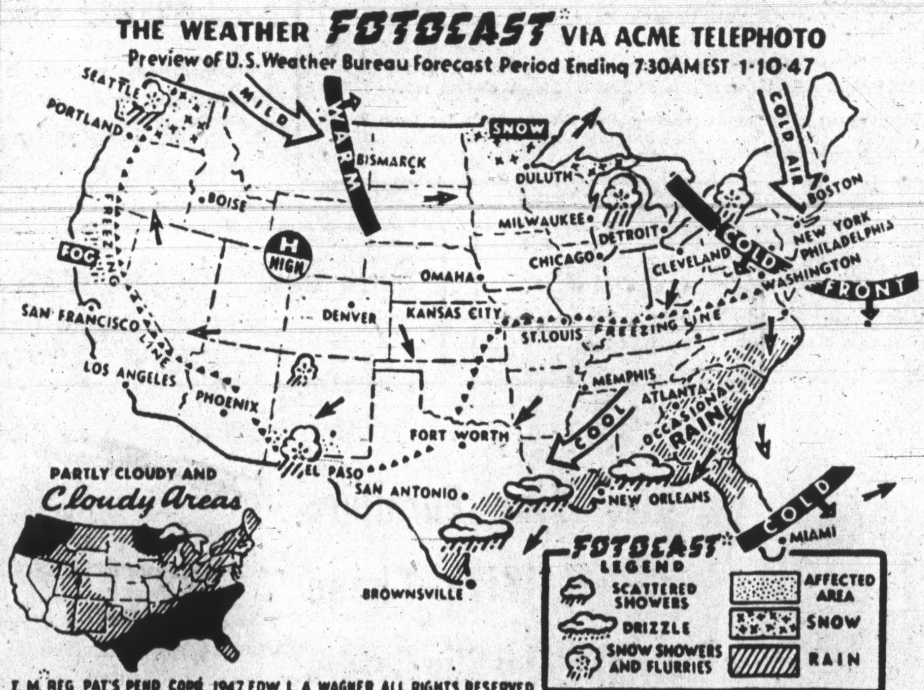 THE WEATHER FOTOCAST* VIA ACME TELEPHOTO
Preview of U.S. Weather Bureau Forecast Period Ending 7:30 AM EST 1-10-47
SEATTLE
PORTLAND
MILD
WARM
BISMARCK
SNOW
DULUTH
COLD AIR
BOSTON
BOISE
MILWAUKEE
DETROIT
COLD
NEW YORK
PHILADELPHIA
CHICAGO
CLEVELAND
WASHINGTON
FRONT
FOG
FREEZING
LINE
H
HIGH
OMAHA
SAN FRANCISCO
DENVER
KANSAS CITY
ST. LOUIS
FREEZING LINE
LOS ANGELES
PHOENIX
MEMPHIS
ATLANTA
OCCASIONAL
RAIN
COOL
FORT WORTH
EL PASO
SAN ANTONIO
NEW ORLEANS
COLD
MIAMI
BROWNSVILLE
PARTLY CLOUDY AND
Cloudy Areas
FOTOCAST*
LEGEND
SCATTERED
SHOWERS
DRIZZLE
SNOW SHOWERS
AND FLURRIES
AFFECTED
AREA
SNOW
RAIN
T. M. REG. PAT'S PEND. COPR. 1947 EDW. L. A. WAGNER ALL RIGHTS RESERVED